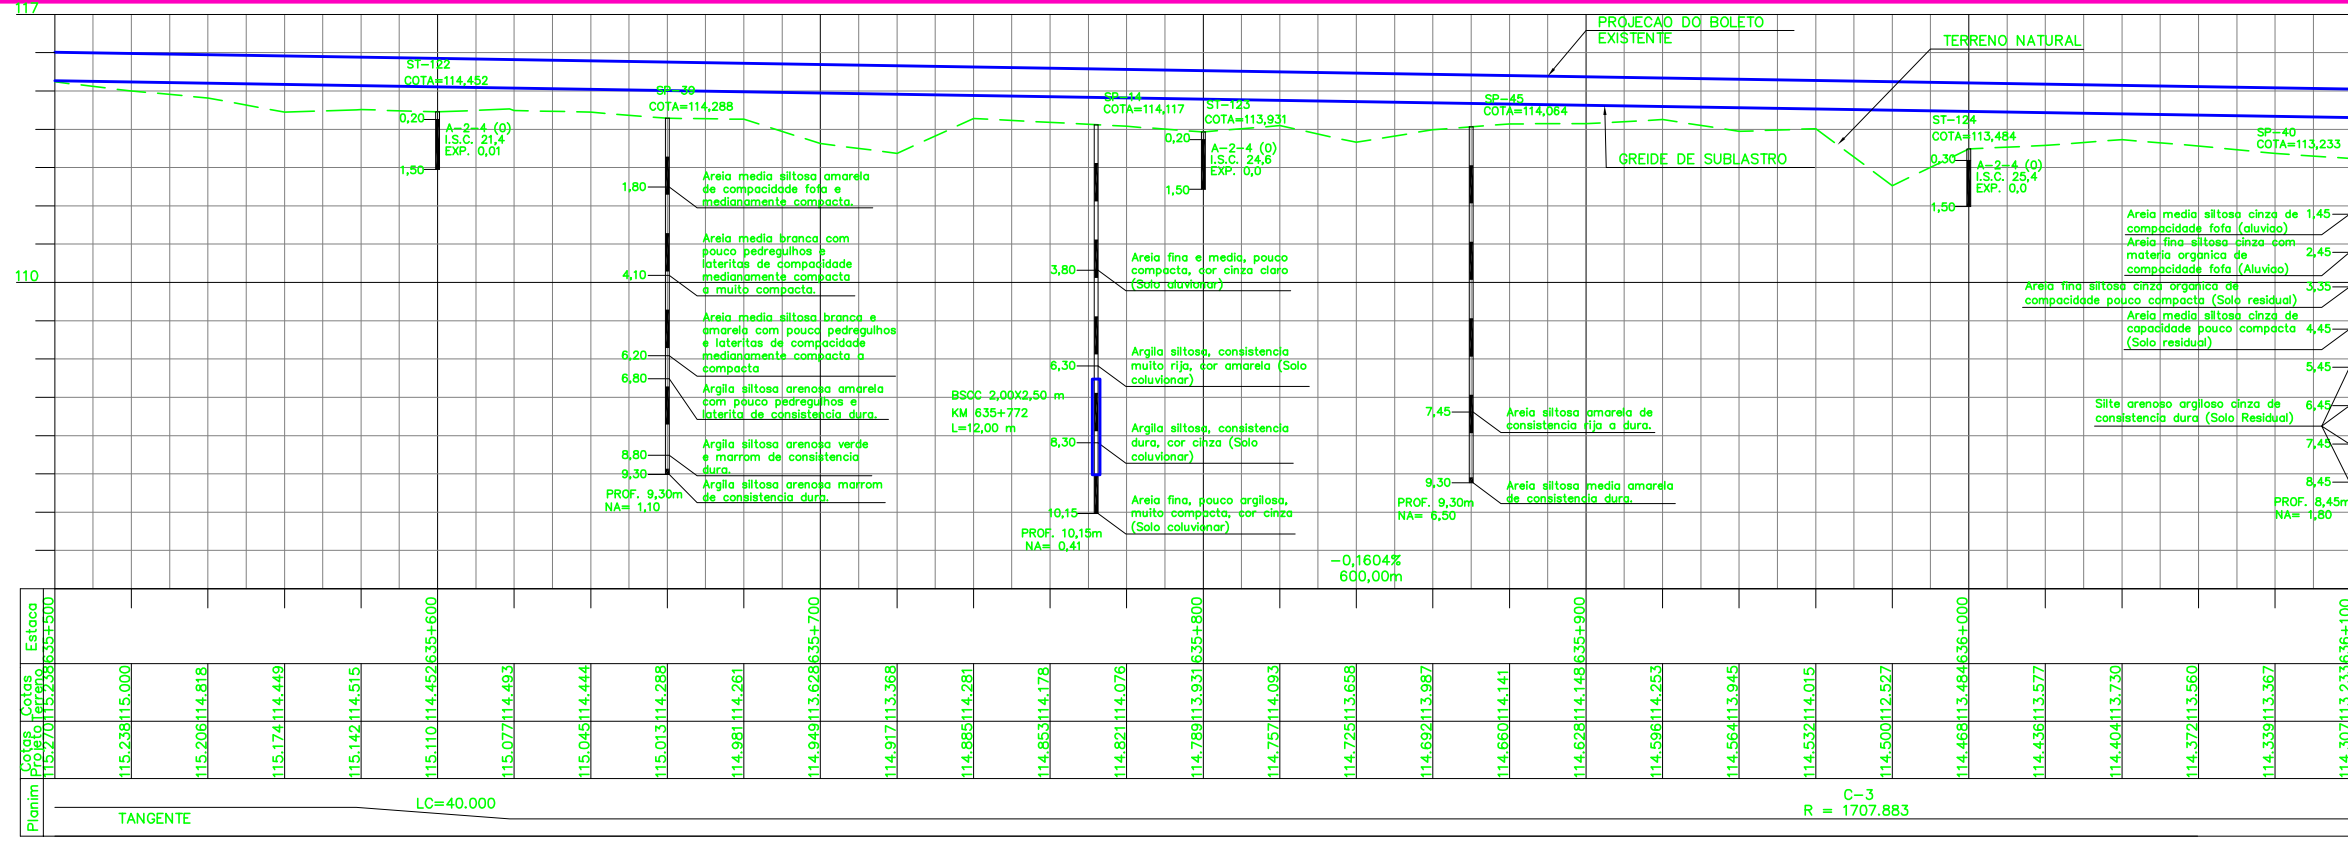 117
PROJECAO DO BOLETO
EXISTENTE
TERRENO NATURAL
ST-122
COTA=114,452
0,20
A-2-4 (0)
I.S.C. 21,4
EXP. 0,01
1,50
SP-39
COTA=114,288
1,80
Areia media siltosa amarela
de compacidade fofa e
medianamente compacta.
Areia media branca com
pouco pedregulhos e
lateritas de compacidade
medianamente compacta
a muito compacta.
4,10
Areia media siltosa branca e
amarela com pouco pedregulhos
e lateritas de compacidade
medianamente compacta a
compacta
6,20
6,80
Argila siltosa arenosa amarela
com pouco pedregulhos e
laterita de consistencia dura.
Argila siltosa arenosa verde
e marrom de consistencia
dura.
8,80
9,30
Argila siltosa arenosa marrom
de consistencia dura.
PROF. 9,30m
NA= 1,10
SP-14
COTA=114,117
3,80
Areia fina e media, pouco
compacta, cor cinza claro
(Solo aluvionar)
6,30
Argila siltosa, consistencia
muito rija, cor amarela (Solo
coluvionar)
BSCC 2,00X2,50 m
KM 635+772
L=12,00 m
8,30
Argila siltosa, consistencia
dura, cor cinza (Solo
coluvionar)
10,15
Areia fina, pouco argilosa,
muito compacta, cor cinza
(Solo coluvionar)
PROF. 10,15m
NA= 0,41
ST-123
COTA=113,931
0,20
A-2-4 (0)
I.S.C. 24,6
EXP. 0,0
1,50
SP-45
COTA=114,064
7,45
Areia siltosa amarela de
consistencia rija a dura.
9,30
Areia siltosa media amarela
de consistencia dura.
PROF. 9,30m
NA= 6,50
GREIDE DE SUBLASTRO
ST-124
COTA=113,484
0,30
A-2-4 (0)
I.S.C. 25,4
EXP. 0,0
1,50
SP-40
COTA=113,233
Areia media siltosa cinza de
compacidade fofa (aluviao)
1,45
Areia fina siltosa cinza com
materia organica de
compacidade fofa (Aluviao)
2,45
Areia fina siltosa cinza organica de
compacidade pouco compacta (Solo residual)
3,35
Areia media siltosa cinza de
capacidade pouco compacta
(Solo residual)
4,45
5,45
Silte arenoso argiloso cinza de
consistencia dura (Solo Residual)
6,45
7,45
8,45
PROF. 8,45m
NA= 1,80
110
-0,1604%
600,00m
Estaca
635+500
635+600
635+700
635+800
635+900
636+000
636+100
Cotas
Terreno
115.238
115.000
114.818
114.449
114.515
114.452
114.493
114.444
114.288
114.261
113.628
113.368
114.281
114.178
114.076
113.931
114.093
113.658
113.987
114.141
114.148
114.253
113.945
114.015
112.527
113.484
113.577
113.730
113.560
113.367
113.233
Cotas
Projeto
115.270
115.238
115.206
115.174
115.142
115.110
115.077
115.045
115.013
114.981
114.949
114.917
114.885
114.853
114.821
114.789
114.757
114.725
114.692
114.660
114.628
114.596
114.564
114.532
114.500
114.468
114.436
114.404
114.372
114.339
114.307
Planim
TANGENTE
LC=40.000
C-3
R = 1707.883